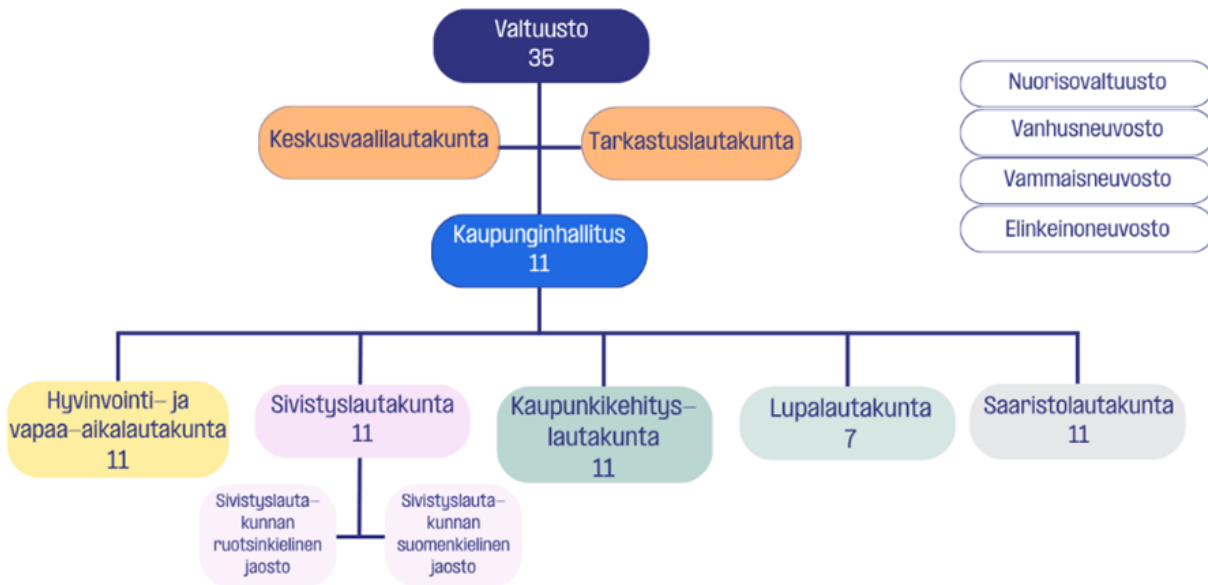 Valtuusto
35
Keskusvaalilautakunta
Tarkastuslautakunta
Kaupunginhallitus
11
Nuorisovaltuusto
Vanhusneuvosto
Vammaisneuvosto
Elinkeinoneuvosto
Hyvinvointi– ja
vapaa–aikalautakunta
11
Sivistyslautakunta
11
Kaupunkikehitys–
lautakunta
11
Lupalautakunta
7
Saaristolautakunta
11
Sivistyslauta–
kunnan
ruotsinkielinen
jaosto
Sivistyslauta–
kunnan
suomenkielinen
jaosto